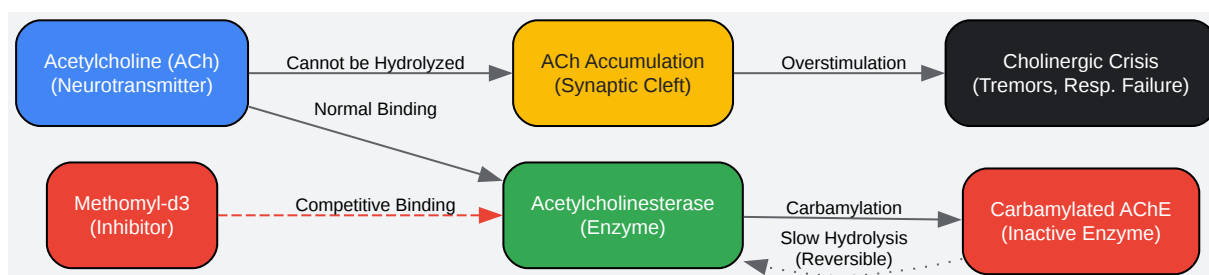 Acetylcholine (ACh)
(Neurotransmitter)
Cannot be Hydrolyzed
ACh Accumulation
(Synaptic Cleft)
Overstimulation
Cholinergic Crisis
(Tremors, Resp. Failure)
Normal Binding
Methomyl-d3
(Inhibitor)
Competitive Binding
Acetylcholinesterase
(Enzyme)
Carbamylation
Slow Hydrolysis
(Reversible)
Carbamylated AChE
(Inactive Enzyme)